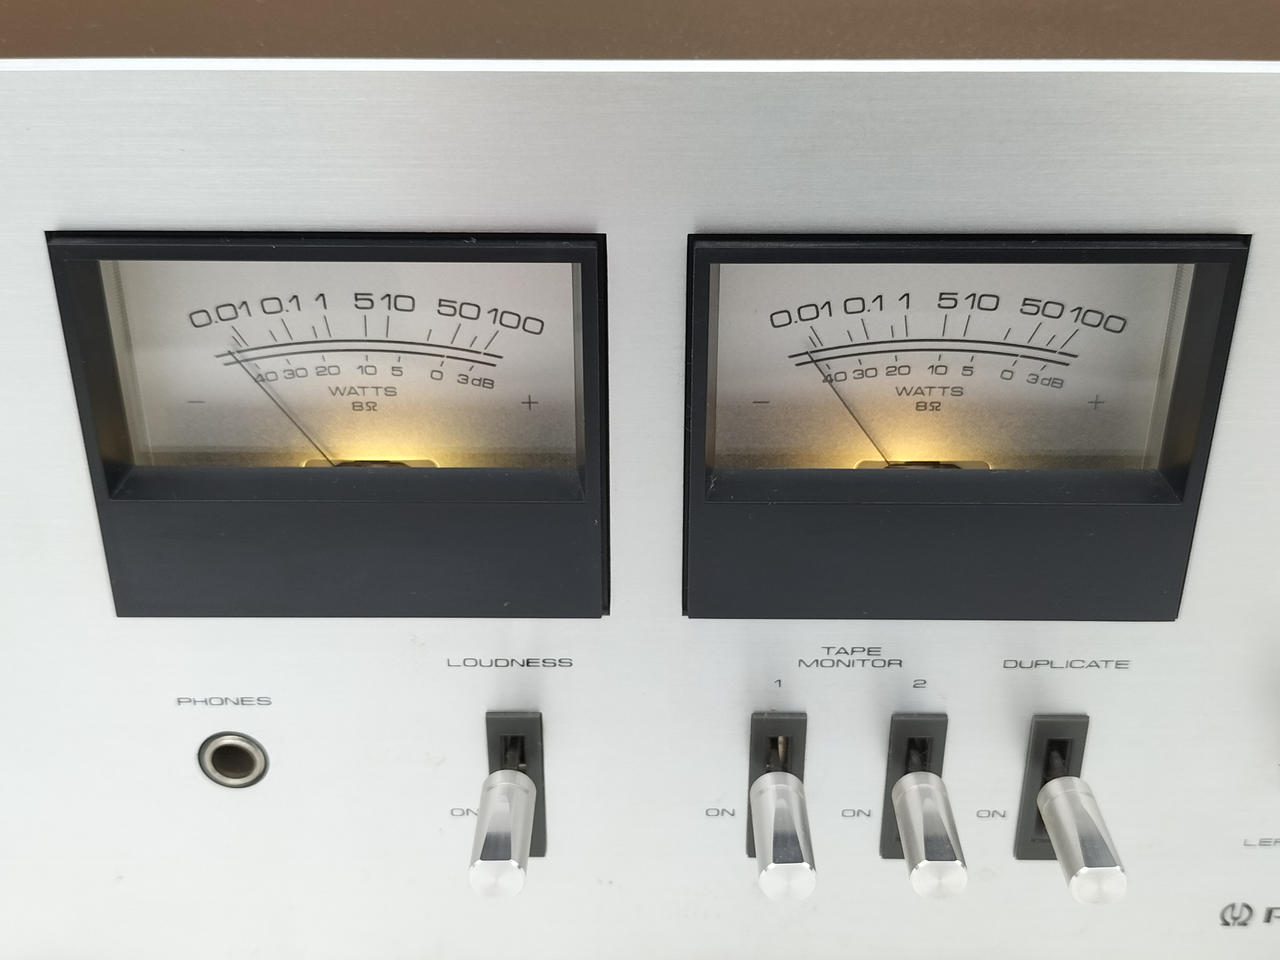 0.01 0.1 1 5 10 50 100
40 30 20 10 5 0 3dB
WATTS
8Ω
− +
0.01 0.1 1 5 10 50 100
40 30 20 10 5 0 3dB
WATTS
8Ω
− +
PHONES
LOUDNESS
ON
TAPE
MONITOR
1 2
ON ON
DUPLICATE
ON